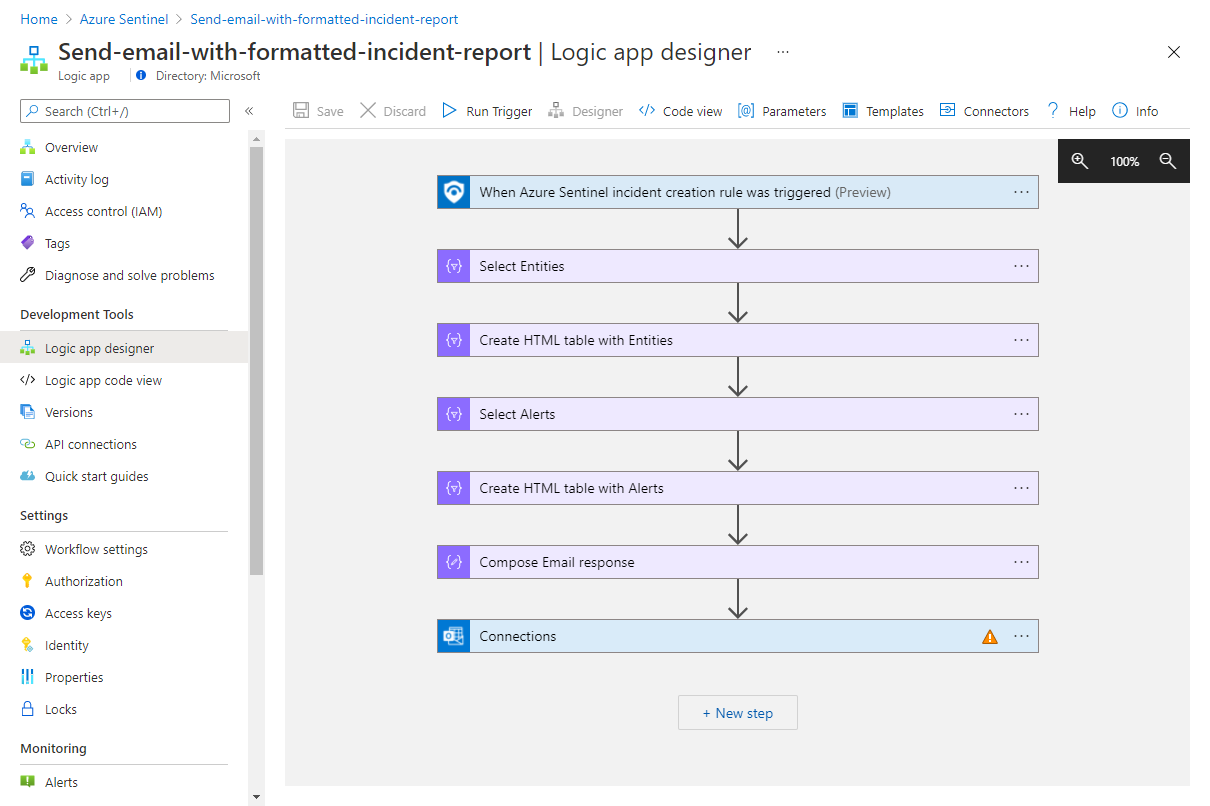 Home > Azure Sentinel > Send-email-with-formatted-incident-report
Send-email-with-formatted-incident-report | Logic app designer ...
Logic app | Directory: Microsoft
Search (Ctrl+/) «
Save Discard Run Trigger Designer Code view Parameters Templates Connectors Help Info
Overview
Activity log
Access control (IAM)
Tags
Diagnose and solve problems
Development Tools
Logic app designer
Logic app code view
Versions
API connections
Quick start guides
Settings
Workflow settings
Authorization
Access keys
Identity
Properties
Locks
Monitoring
Alerts
100%
When Azure Sentinel incident creation rule was triggered (Preview) ...
Select Entities ...
Create HTML table with Entities ...
Select Alerts ...
Create HTML table with Alerts ...
Compose Email response ...
Connections ...
+ New step